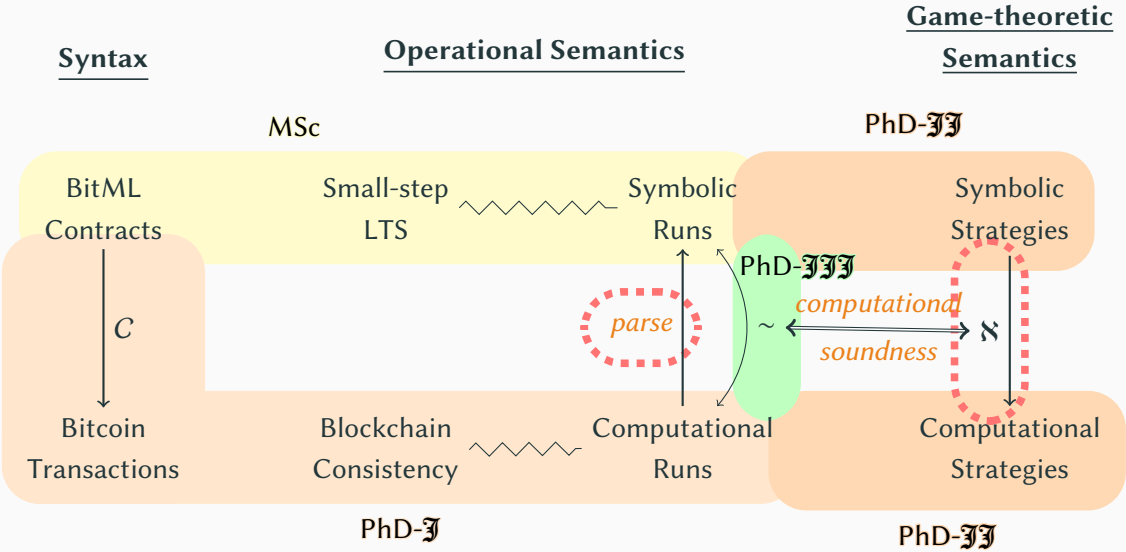 Game-theoretic
Syntax
Operational Semantics
Semantics
MSc
PhD-𝕴𝕴
BitML
Contracts
Small-step
LTS
Symbolic
Runs
Symbolic
Strategies
PhD-𝕴𝕴𝕴
C
parse
~
computational
soundness
ℵ
Bitcoin
Transactions
Blockchain
Consistency
Computational
Runs
Computational
Strategies
PhD-𝕴
PhD-𝕴𝕴